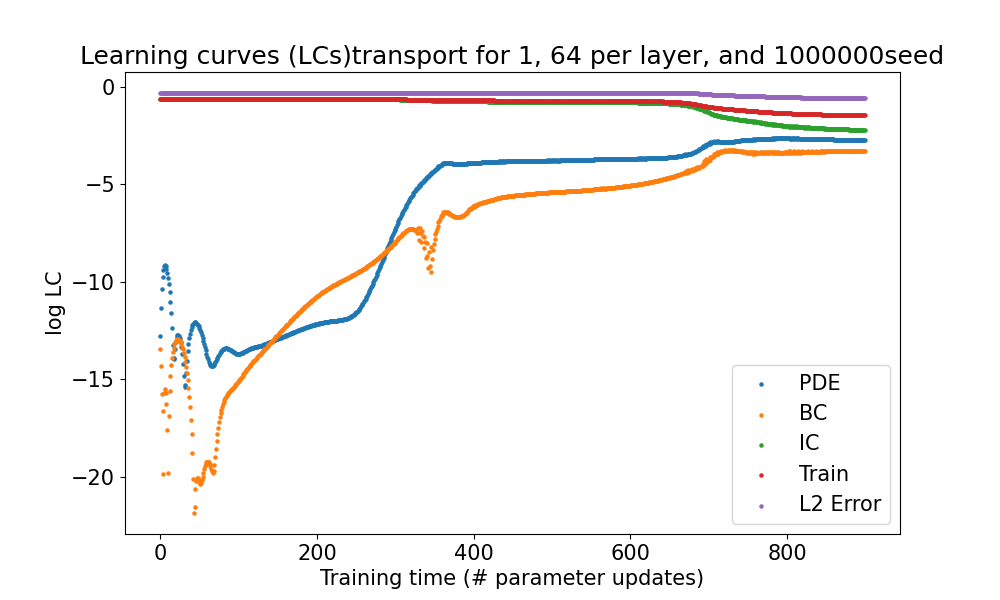 Learning curves (LCs)transport for 1, 64 per layer, and 1000000seed
log LC
0
−5
−10
−15
−20
PDE
BC
IC
Train
L2 Error
0 200 400 600 800
Training time (# parameter updates)